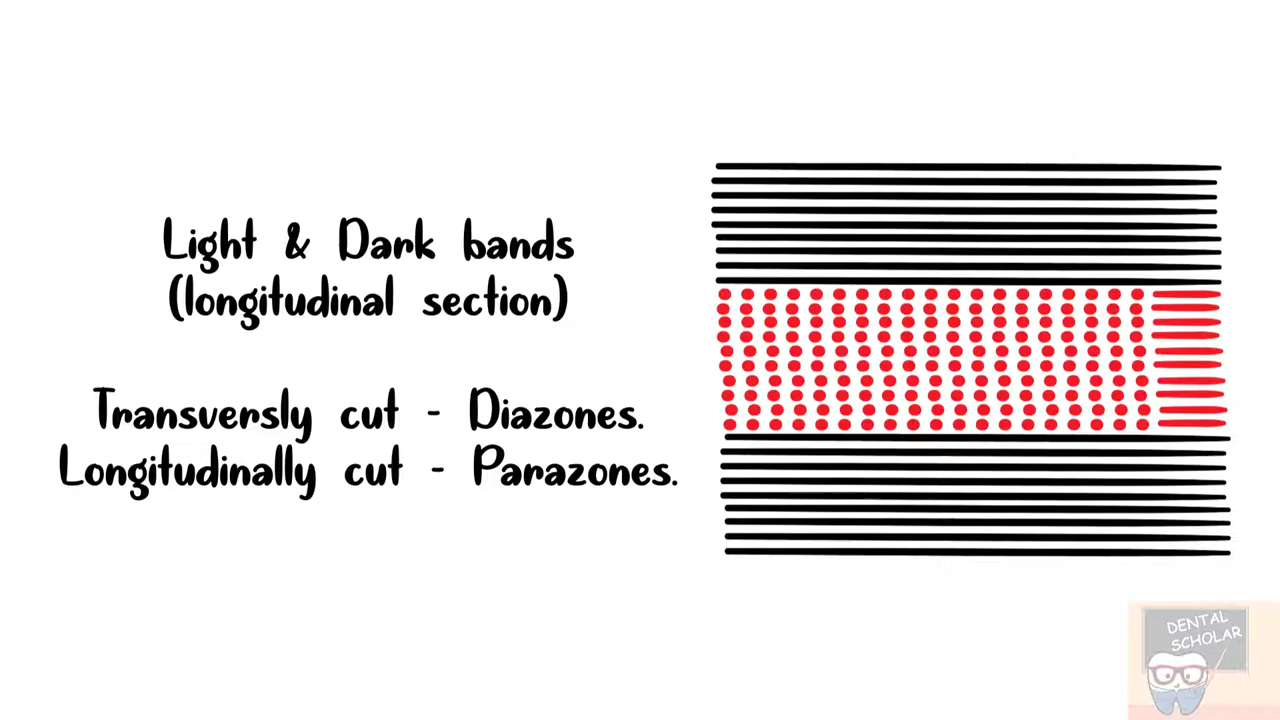 Light & Dark bands
(longitudinal section)
Transversly cut - Diazones.
Longitudinally cut - Parazones.
DENTAL
SCHOLAR